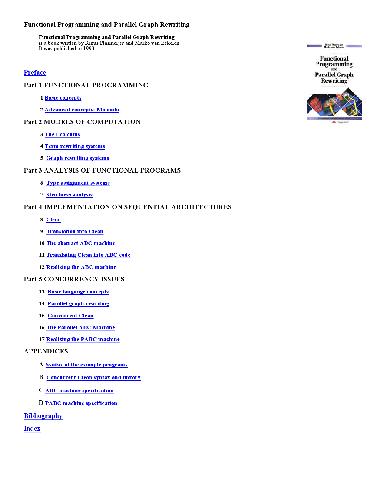 Functional Programming and Parallel Graph Rewriting
Functional Programming and Parallel Graph Rewriting
is a book written by Rinus Plasmeijer and Marko van Eekelen
It was published in 1993
Functional
Programming
and
Parallel Graph
Rewriting
Preface
Part 1 FUNCTIONAL PROGRAMMING
1 Basic concepts
2 Advanced concepts: Miranda
Part 2 MODELS OF COMPUTATION
3 The λ-calculus
4 Term rewriting systems
5 Graph rewriting systems
Part 3 ANALYSIS OF FUNCTIONAL PROGRAMS
6 Type assignment systems
7 Strictness analysis
Part 4 IMPLEMENTATION ON SEQUENTIAL ARCHITECTURES
8 Clean
9 Translation into Clean
10 The abstract ABC machine
11 Translating Clean into ABC code
12 Realising the ABC machine
Part 5 CONCURRENCY ISSUES
13 Basic language concepts
14 Parallel graph rewriting
15 Concurrent Clean
16 The Parallel ABC Machine
17 Realising the PABC machine
APPENDICES
A Syntax of the example programs
B Concurrent Clean syntax and library
C ABC machine specification
D PABC machine specification
Bibliography
Index